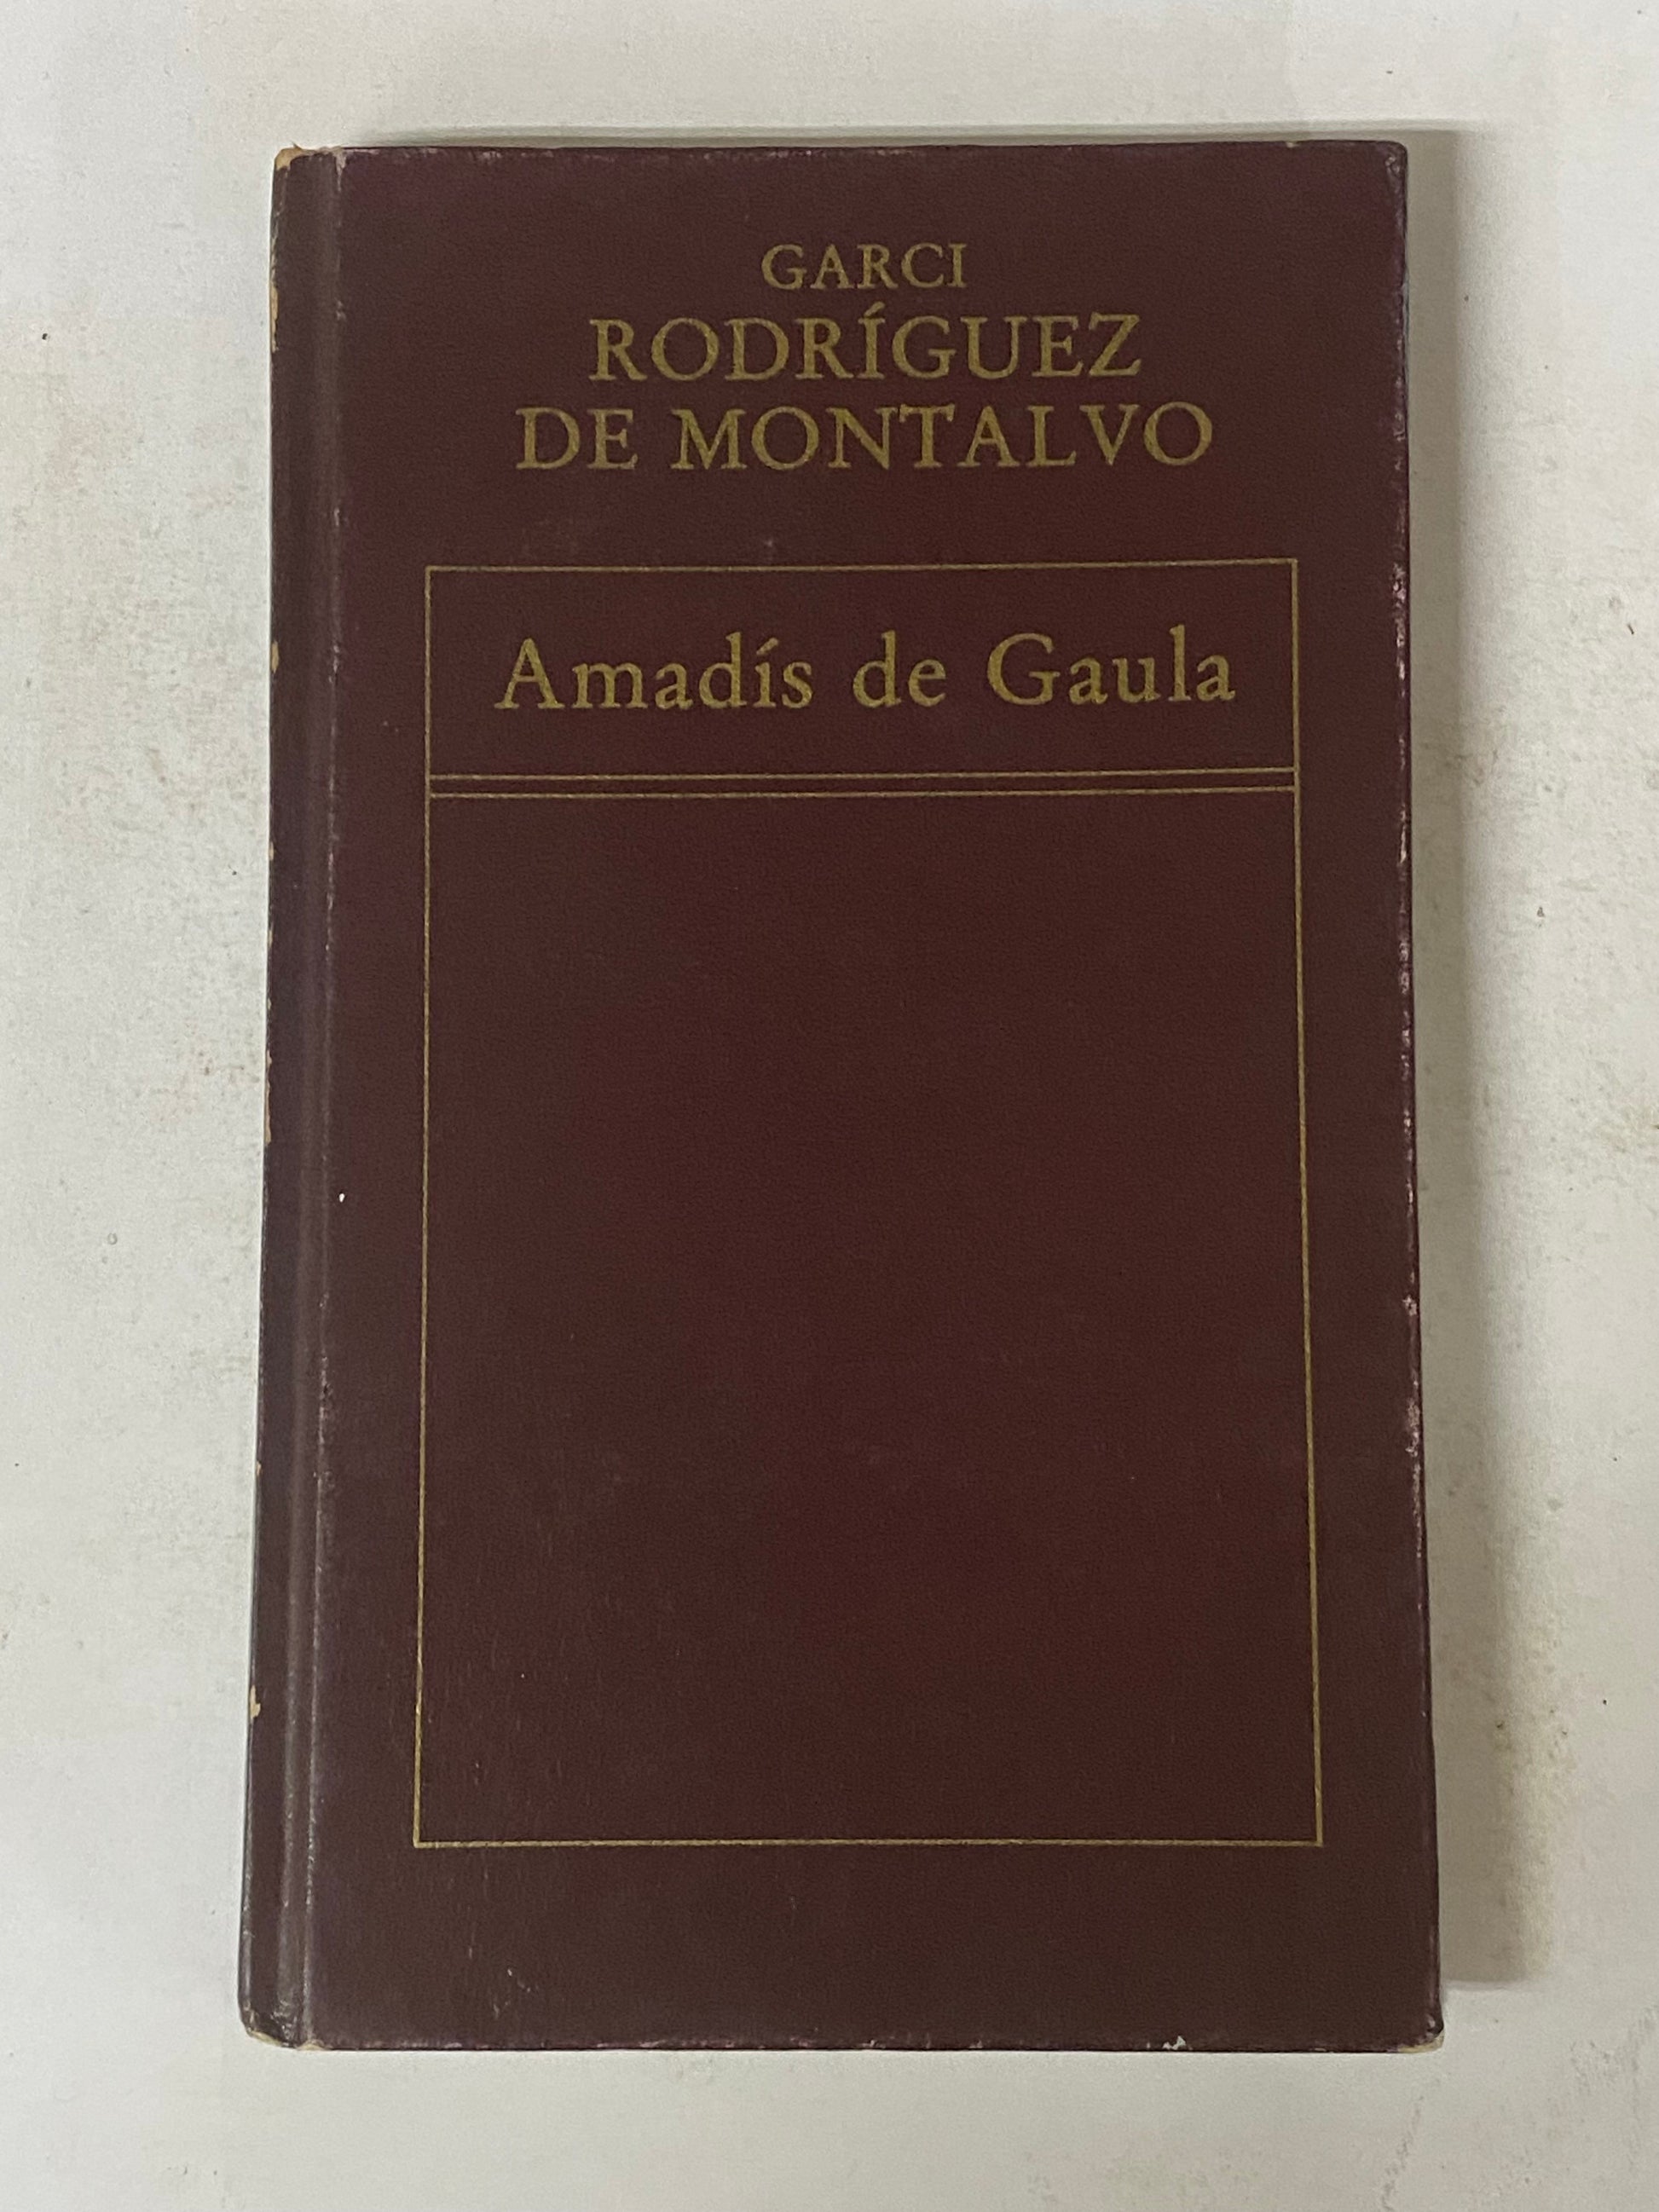 GARCI
RODRÍGUEZ
DE MONTALVO
Amadís de Gaula